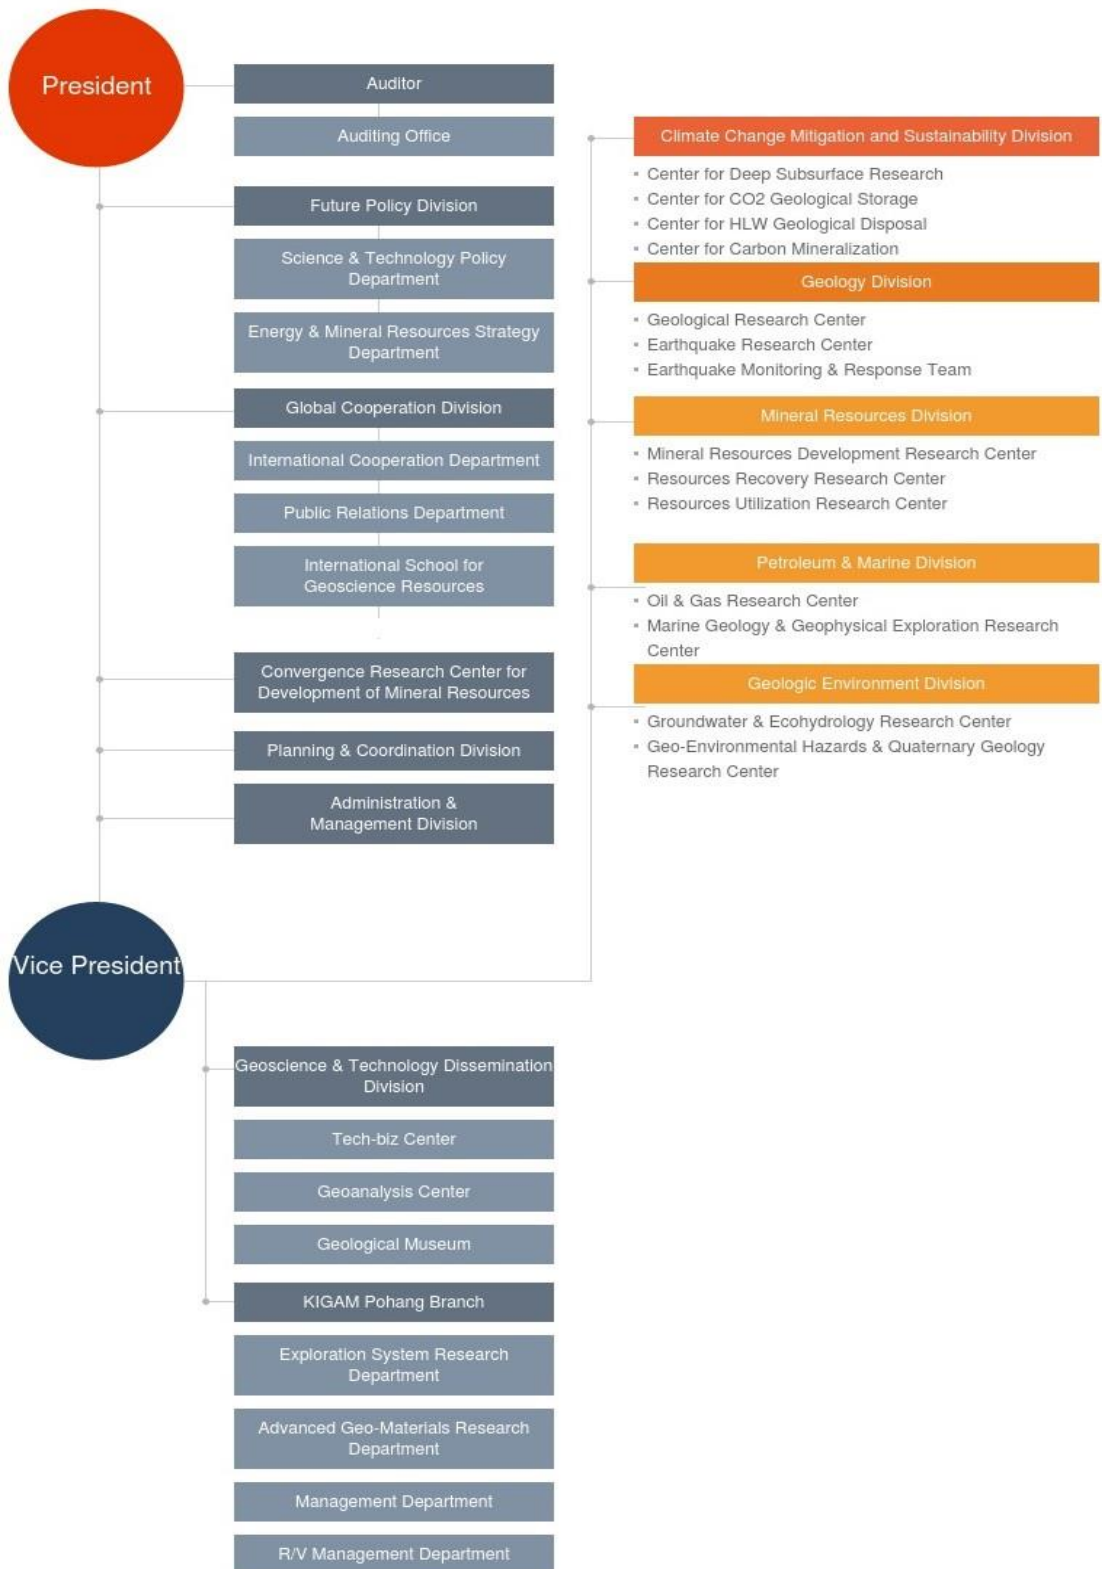 President
Auditor
Auditing Office
Future Policy Division
Science & Technology Policy
Department
Energy & Mineral Resources Strategy
Department
Global Cooperation Division
International Cooperation Department
Public Relations Department
International School for
Geoscience Resources
Convergence Research Center for
Development of Mineral Resources
Planning & Coordination Division
Administration &
Management Division
Climate Change Mitigation and Sustainability Division
Center for Deep Subsurface Research
Center for CO2 Geological Storage
Center for HLW Geological Disposal
Center for Carbon Mineralization
Geology Division
Geological Research Center
Earthquake Research Center
Earthquake Monitoring & Response Team
Mineral Resources Division
Mineral Resources Development Research Center
Resources Recovery Research Center
Resources Utilization Research Center
Petroleum & Marine Division
Oil & Gas Research Center
Marine Geology & Geophysical Exploration Research
Center
Geologic Environment Division
Groundwater & Ecohydrology Research Center
Geo-Environmental Hazards & Quaternary Geology
Research Center
Vice President
Geoscience & Technology Dissemination
Division
Tech-biz Center
Geoanalysis Center
Geological Museum
KIGAM Pohang Branch
Exploration System Research
Department
Advanced Geo-Materials Research
Department
Management Department
R/V Management Department